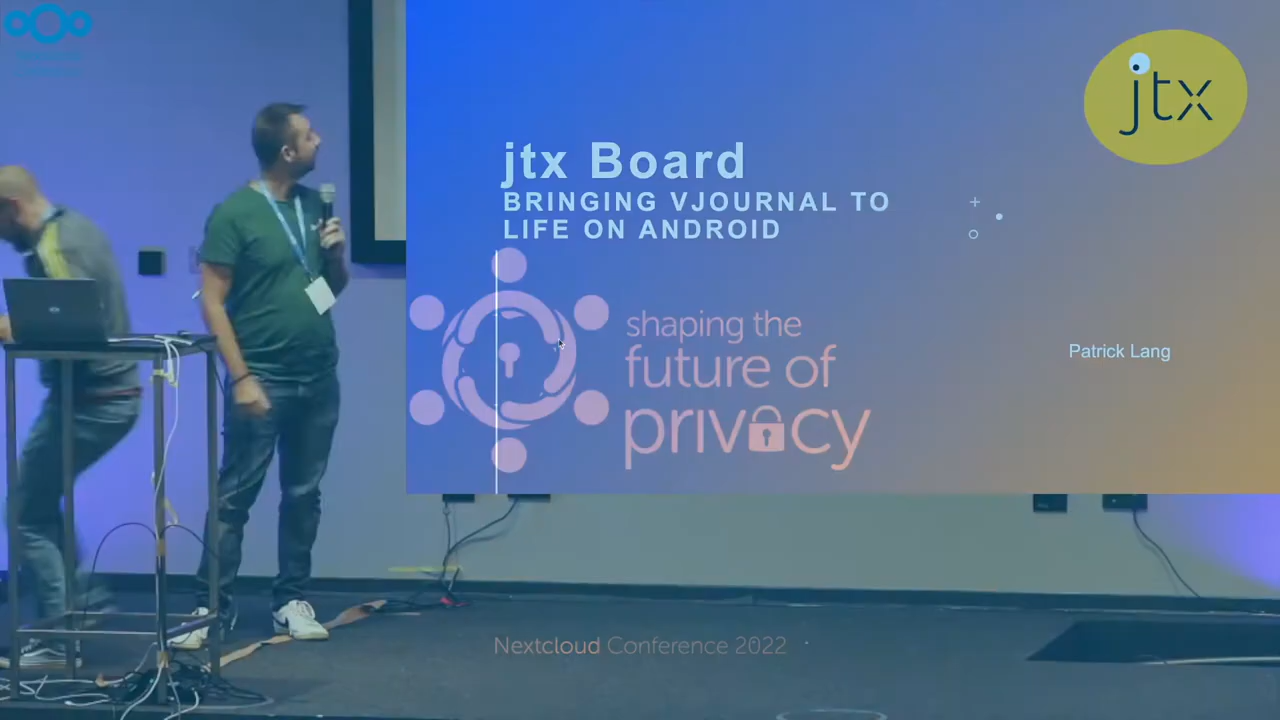 jtx
jtx Board
BRINGING VJOURNAL TO
LIFE ON ANDROID
shaping the
future of
privacy
Patrick Lang
Nextcloud Conference 2022